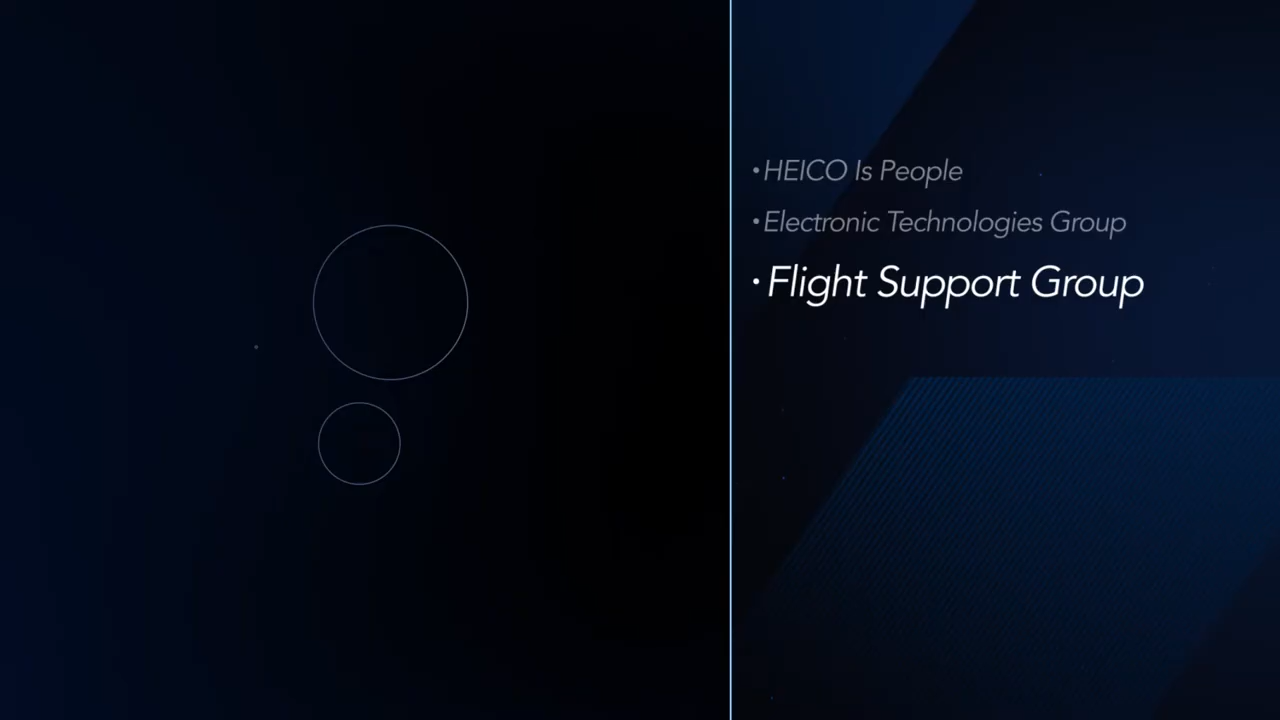 • HEICO Is People
• Electronic Technologies Group
• Flight Support Group